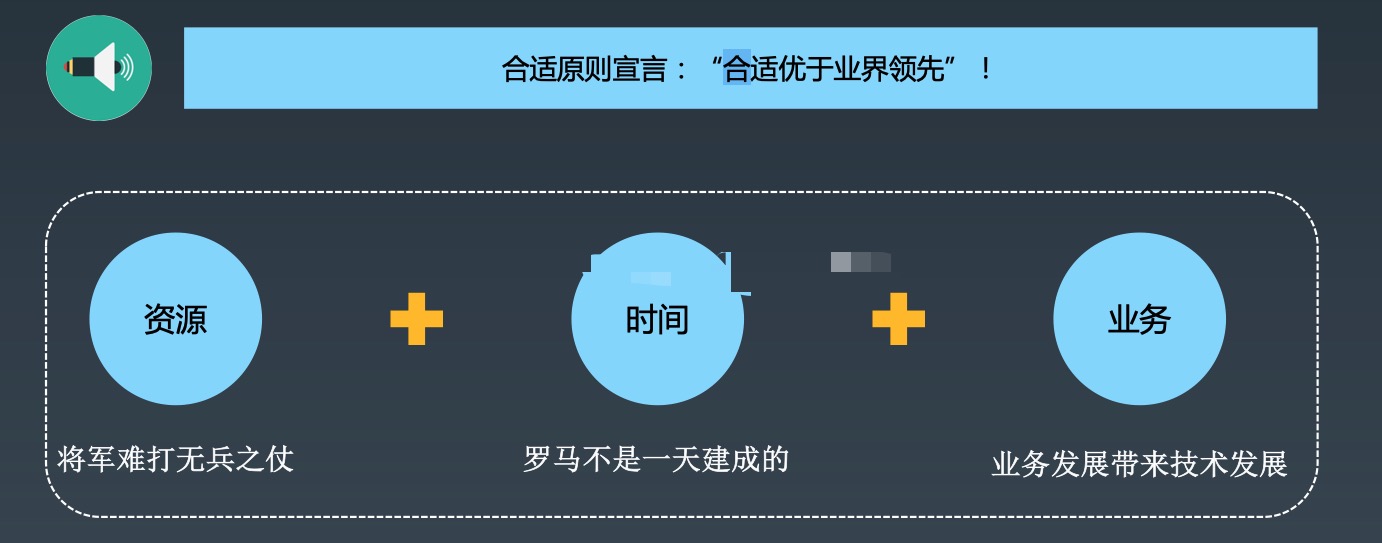 合适原则宣言：“合适优于业界领先”！
资源
时间
业务
将军难打无兵之仗
罗马不是一天建成的
业务发展带来技术发展